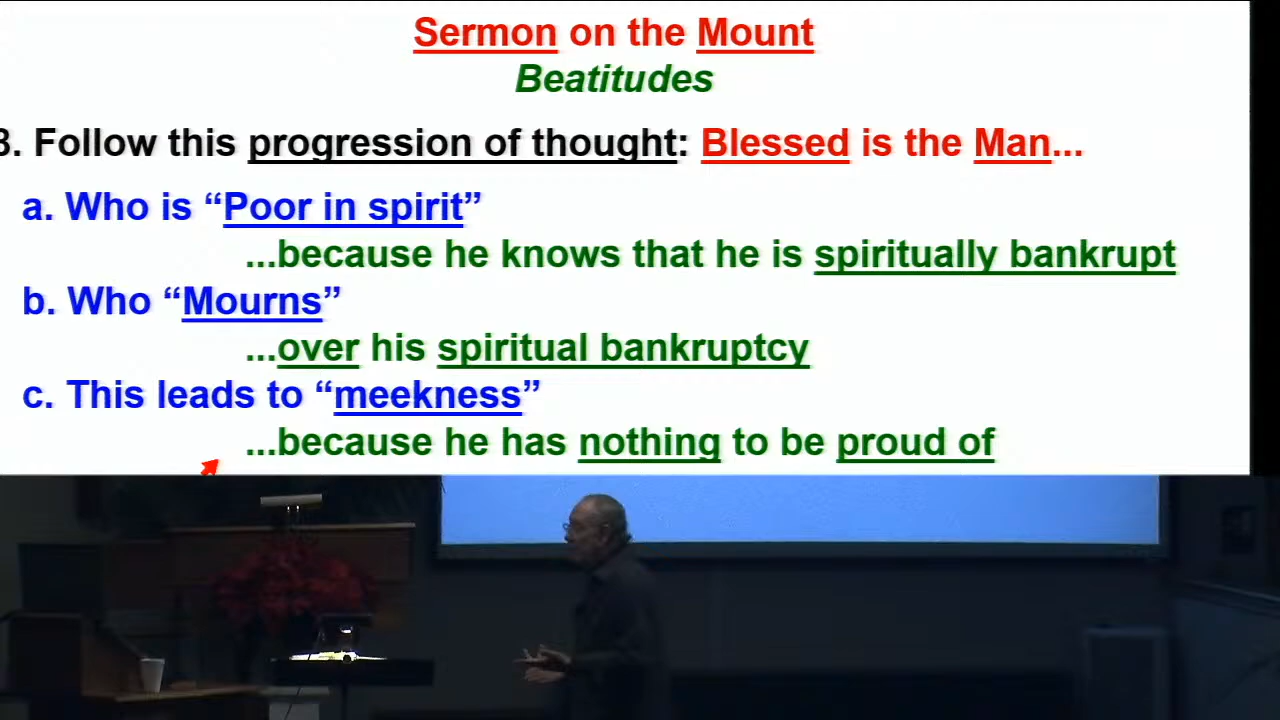 Sermon on the Mount
Beatitudes
3. Follow this progression of thought: Blessed is the Man...
a. Who is “Poor in spirit”
...because he knows that he is spiritually bankrupt
b. Who “Mourns”
...over his spiritual bankruptcy
c. This leads to “meekness”
...because he has nothing to be proud of